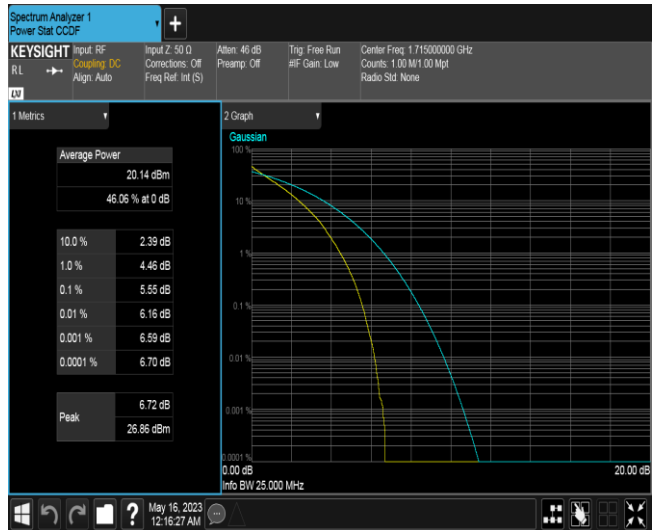 Spectrum Analyzer 1
Power Stat CCDF
+
KEYSIGHT
RL
Input: RF
Coupling: DC
Align: Auto
Input Z: 50 Ω
Corrections: Off
Freq Ref: Int (S)
Atten: 46 dB
Preamp: Off
Trig: Free Run
#IF Gain: Low
Center Freq: 1.715000000 GHz
Counts: 1.00 M/1.00 Mpt
Radio Std: None
LXI
1 Metrics
Average Power
20.14 dBm
46.06 % at 0 dB
10.0 % 2.39 dB
1.0 % 4.46 dB
0.1 % 5.55 dB
0.01 % 6.16 dB
0.001 % 6.59 dB
0.0001 % 6.70 dB
Peak
6.72 dB
26.86 dBm
2 Graph
Gaussian
100 %
10 %
1 %
0.1 %
0.01 %
0.001 %
0.0001 %
0.00 dB 20.00 dB
Info BW 25.000 MHz
?
May 16, 2023
12:16:27 AM